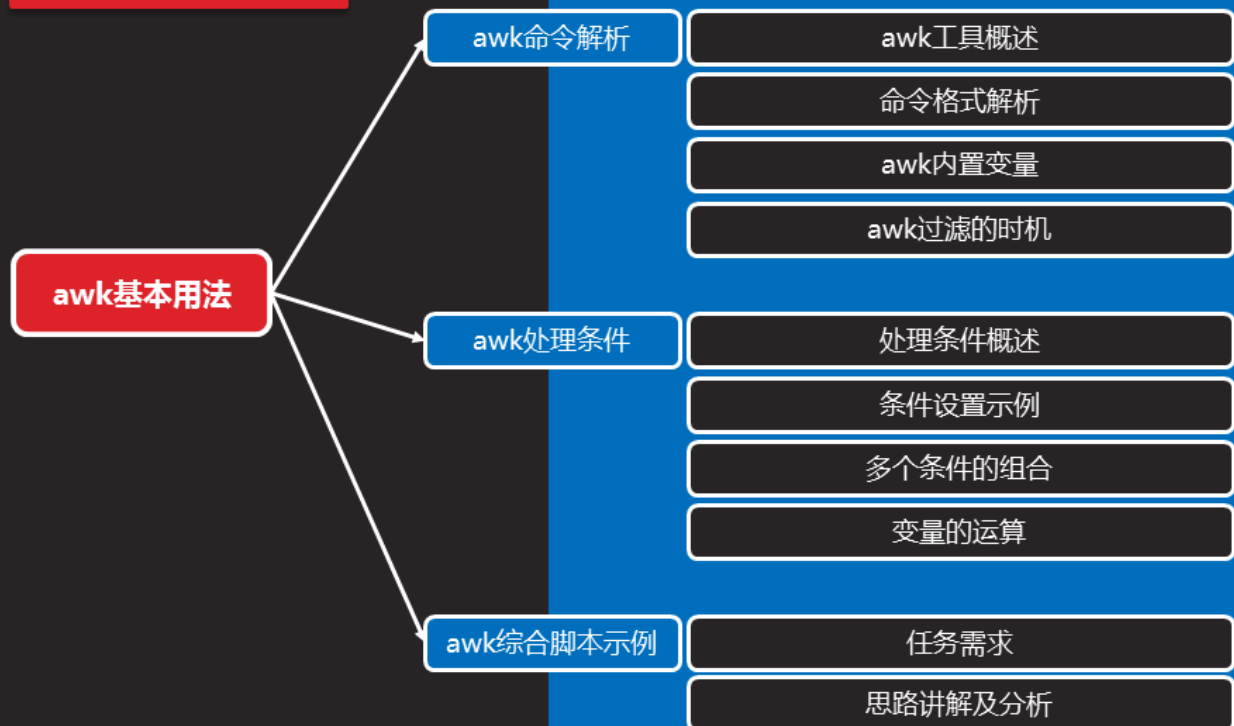 awk基本用法
awk命令解析
awk工具概述
命令格式解析
awk内置变量
awk过滤的时机
awk处理条件
处理条件概述
条件设置示例
多个条件的组合
变量的运算
awk综合脚本示例
任务需求
思路讲解及分析